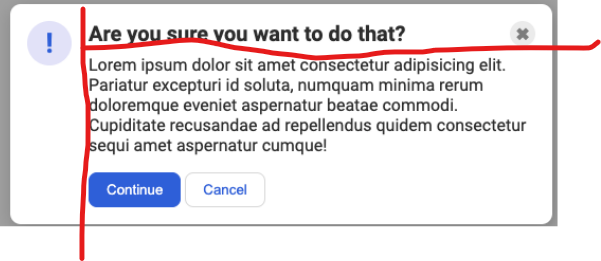 !
Are you sure you want to do that?
Lorem ipsum dolor sit amet consectetur adipisicing elit.
Pariatur excepturi id soluta, numquam minima rerum
doloremque eveniet aspernatur beatae commodi.
Cupiditate recusandae ad repellendus quidem consectetur
sequi amet aspernatur cumque!
Continue Cancel